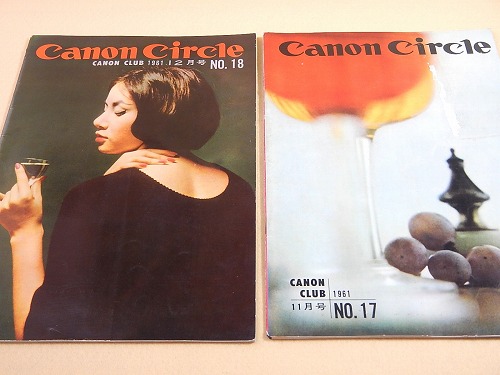 Canon Circle
CANON CLUB 1961. 12月号 NO. 18
Canon Circle
CANON
CLUB 1961
11月号 NO. 17